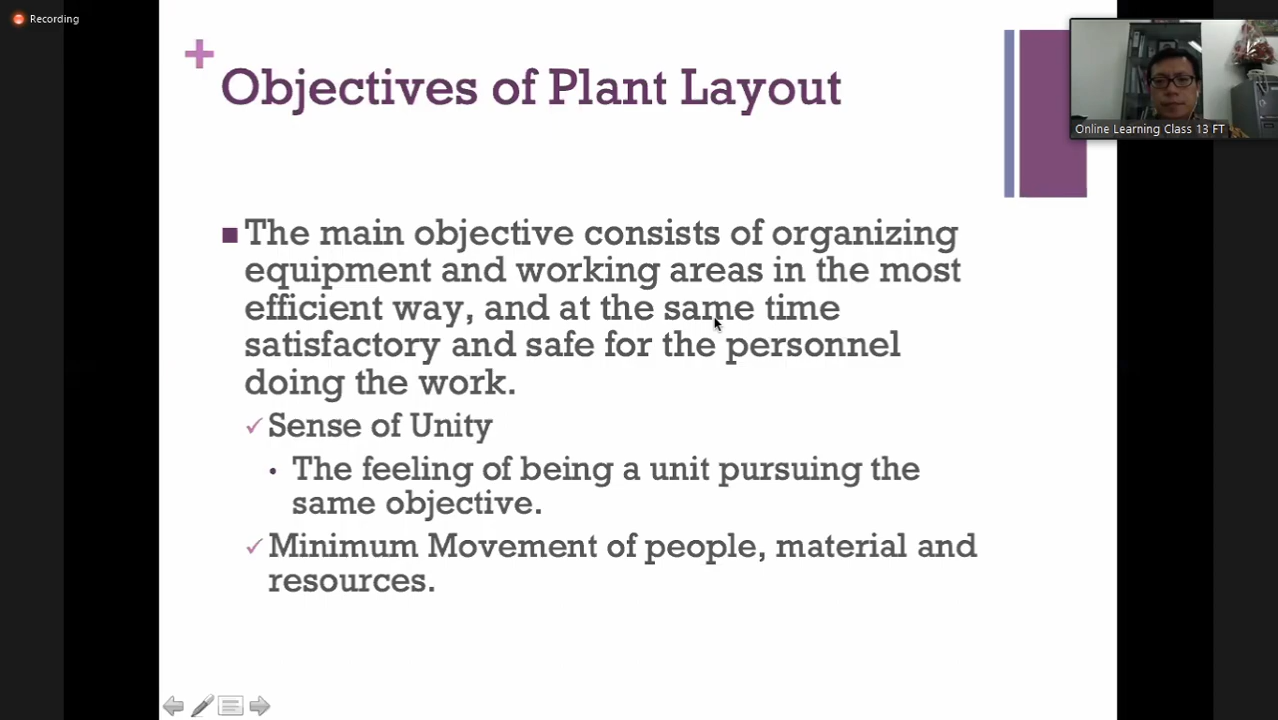 Recording
+
Objectives of Plant Layout
Online Learning Class 13 FT
The main objective consists of organizing
equipment and working areas in the most
efficient way, and at the same time
satisfactory and safe for the personnel
doing the work.
✓ Sense of Unity
• The feeling of being a unit pursuing the
same objective.
✓ Minimum Movement of people, material and
resources.